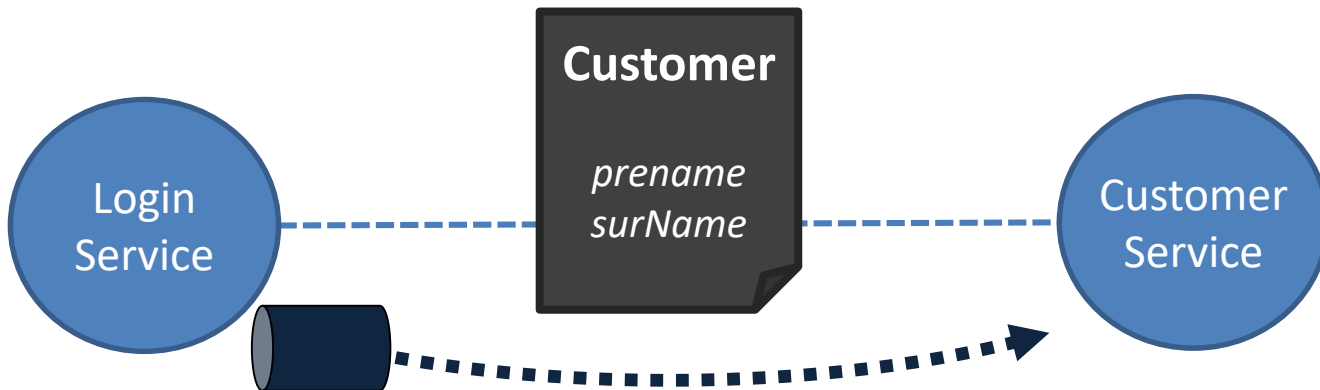 Customer
prename
surName
Login
Service
Customer
Service